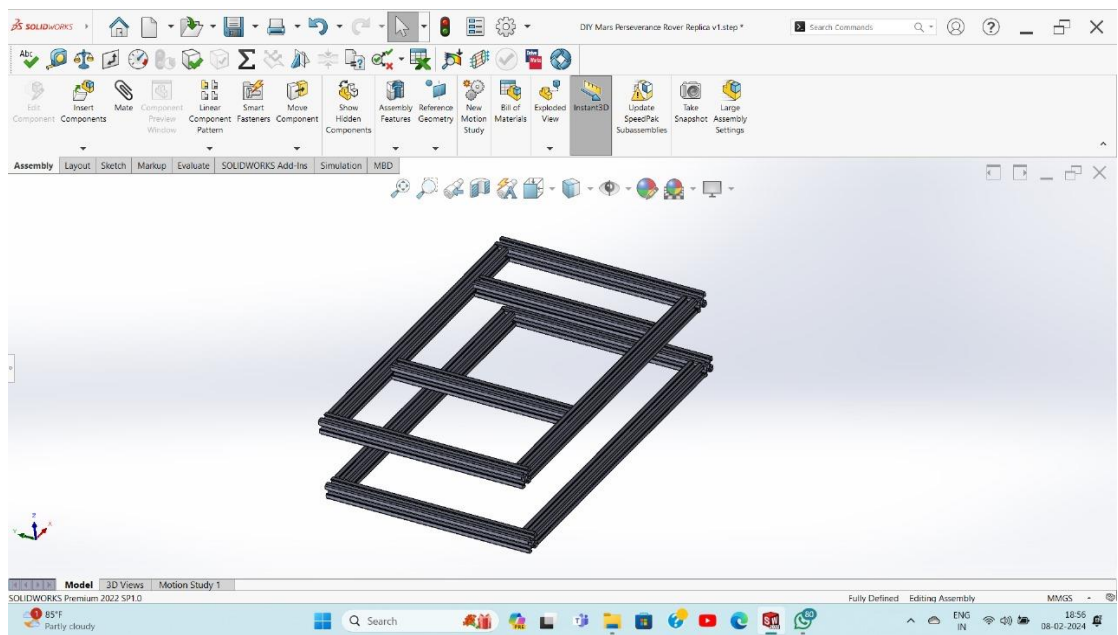 SOLIDWORKS
DIY Mars Perseverance Rover Replica v1.step *
Search Commands
Abc
Edit Component
Insert Components
Mate
Component Preview Window
Linear Component Pattern
Smart Fasteners
Move Component
Show Hidden Components
Assembly Features
Reference Geometry
New Motion Study
Bill of Materials
Exploded View
Instant3D
Update SpeedPak Subassemblies
Take Snapshot
Large Assembly Settings
Assembly Layout Sketch Markup Evaluate SOLIDWORKS Add-Ins Simulation MBD
Model 3D Views Motion Study 1
SOLIDWORKS Premium 2022 SP1.0
Fully Defined Editing Assembly MMGS
1
85°F
Partly cloudy
Search
80
ENG
IN
18:56
08-02-2024